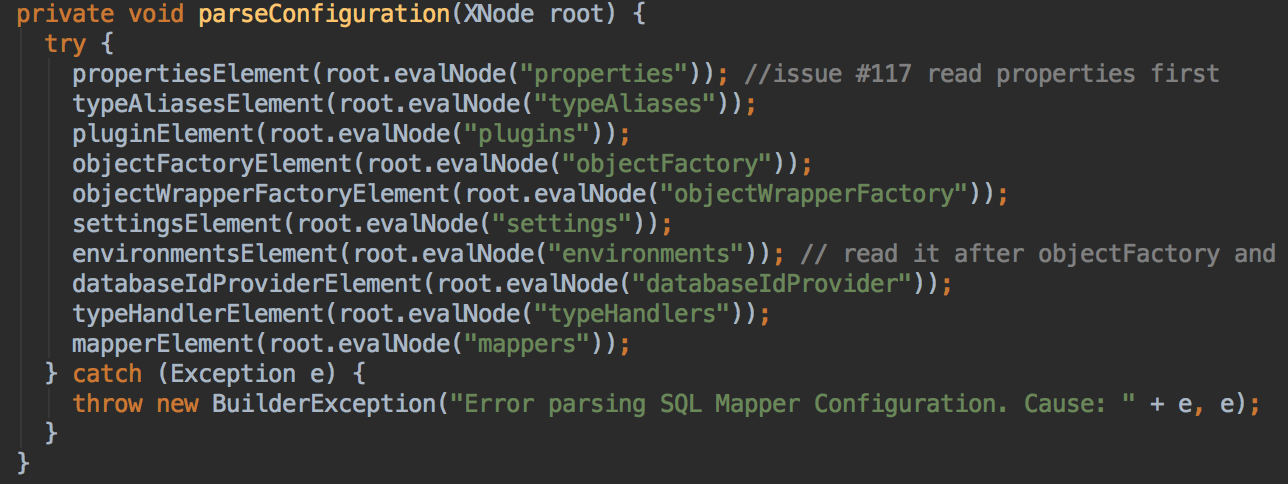 private void parseConfiguration(XNode root) {
  try {
    propertiesElement(root.evalNode("properties")); //issue #117 read properties first
    typeAliasesElement(root.evalNode("typeAliases"));
    pluginElement(root.evalNode("plugins"));
    objectFactoryElement(root.evalNode("objectFactory"));
    objectWrapperFactoryElement(root.evalNode("objectWrapperFactory"));
    settingsElement(root.evalNode("settings"));
    environmentsElement(root.evalNode("environments")); // read it after objectFactory and
    databaseIdProviderElement(root.evalNode("databaseIdProvider"));
    typeHandlerElement(root.evalNode("typeHandlers"));
    mapperElement(root.evalNode("mappers"));
  } catch (Exception e) {
    throw new BuilderException("Error parsing SQL Mapper Configuration. Cause: " + e, e);
  }
}